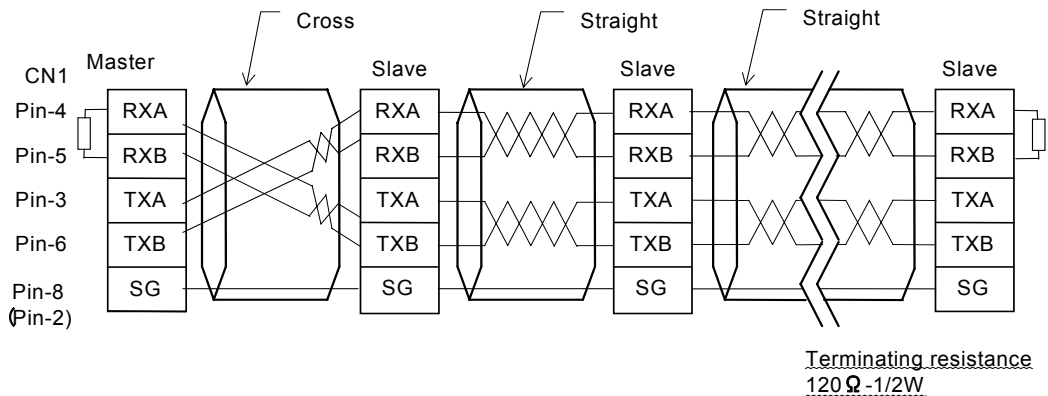 Cross
Straight
Straight
CN1
Master
Slave
Slave
Slave
Pin-4
RXA
RXA
RXA
RXA
Pin-5
RXB
RXB
RXB
RXB
Pin-3
TXA
TXA
TXA
TXA
Pin-6
TXB
TXB
TXB
TXB
Pin-8
(Pin-2)
SG
SG
SG
SG
Terminating resistance
120Ω-1/2W